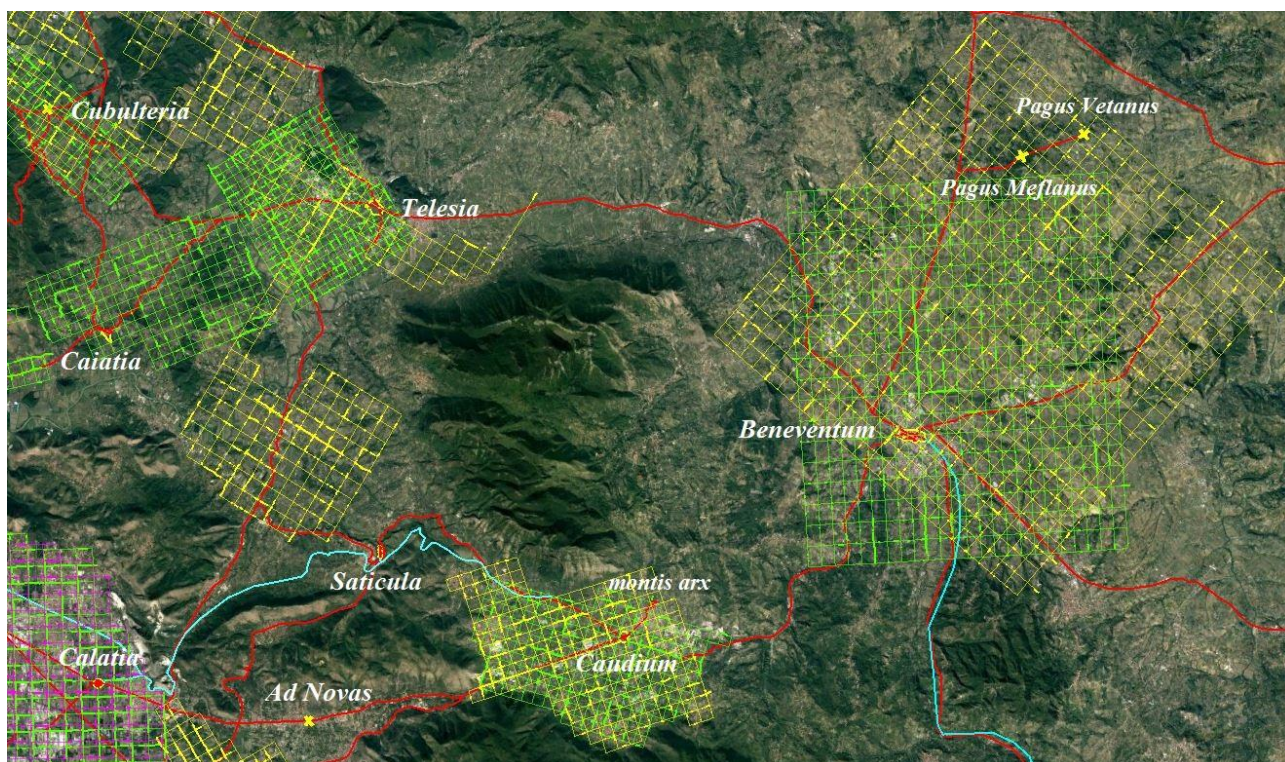 Pagus Vetanus
Cubulteria
Pagus Meflanus
Telesia
Caiatia
Beneventum
Saticula
montis arx
Calatia
Caudium
Ad Novas